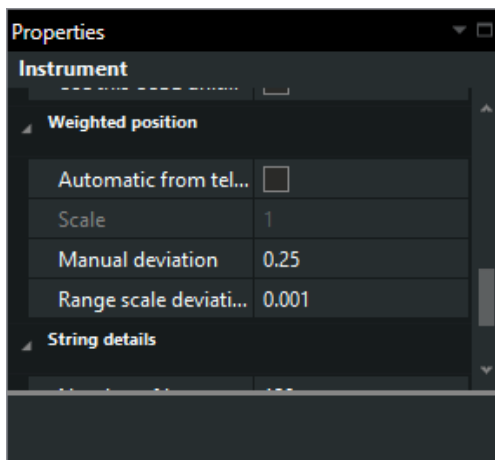 Properties
Instrument
Weighted position
Automatic from tel...
Scale 1
Manual deviation 0.25
Range scale deviati... 0.001
String details